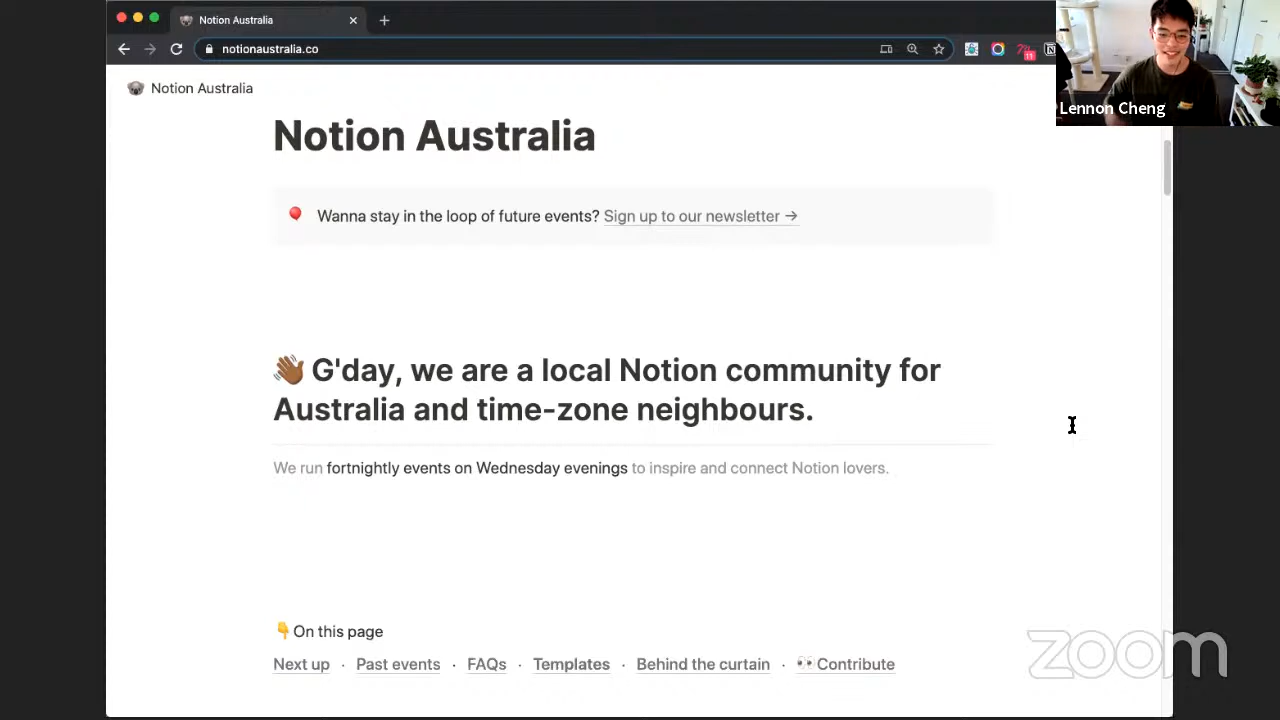 Notion Australia
notionaustralia.co
11
Lennon Cheng
Notion Australia
Notion Australia
Wanna stay in the loop of future events? Sign up to our newsletter →
👋🏾 G'day, we are a local Notion community for
Australia and time-zone neighbours.
We run fortnightly events on Wednesday evenings to inspire and connect Notion lovers.
👇 On this page
Next up · Past events · FAQs · Templates · Behind the curtain · 👀 Contribute
zoom